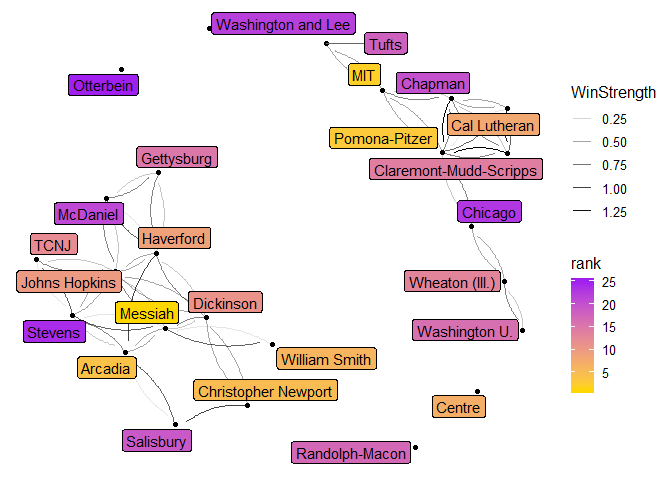 Washington and Lee
Tufts
MIT
Chapman
Otterbein
Cal Lutheran
Pomona-Pitzer
Gettysburg
Claremont-Mudd-Scripps
McDaniel
Chicago
TCNJ
Haverford
Johns Hopkins
Wheaton (Ill.)
Messiah
Dickinson
Stevens
Washington U.
Arcadia
William Smith
Christopher Newport
Centre
Salisbury
Randolph-Macon
WinStrength
0.25
0.50
0.75
1.00
1.25
rank
25
20
15
10
5